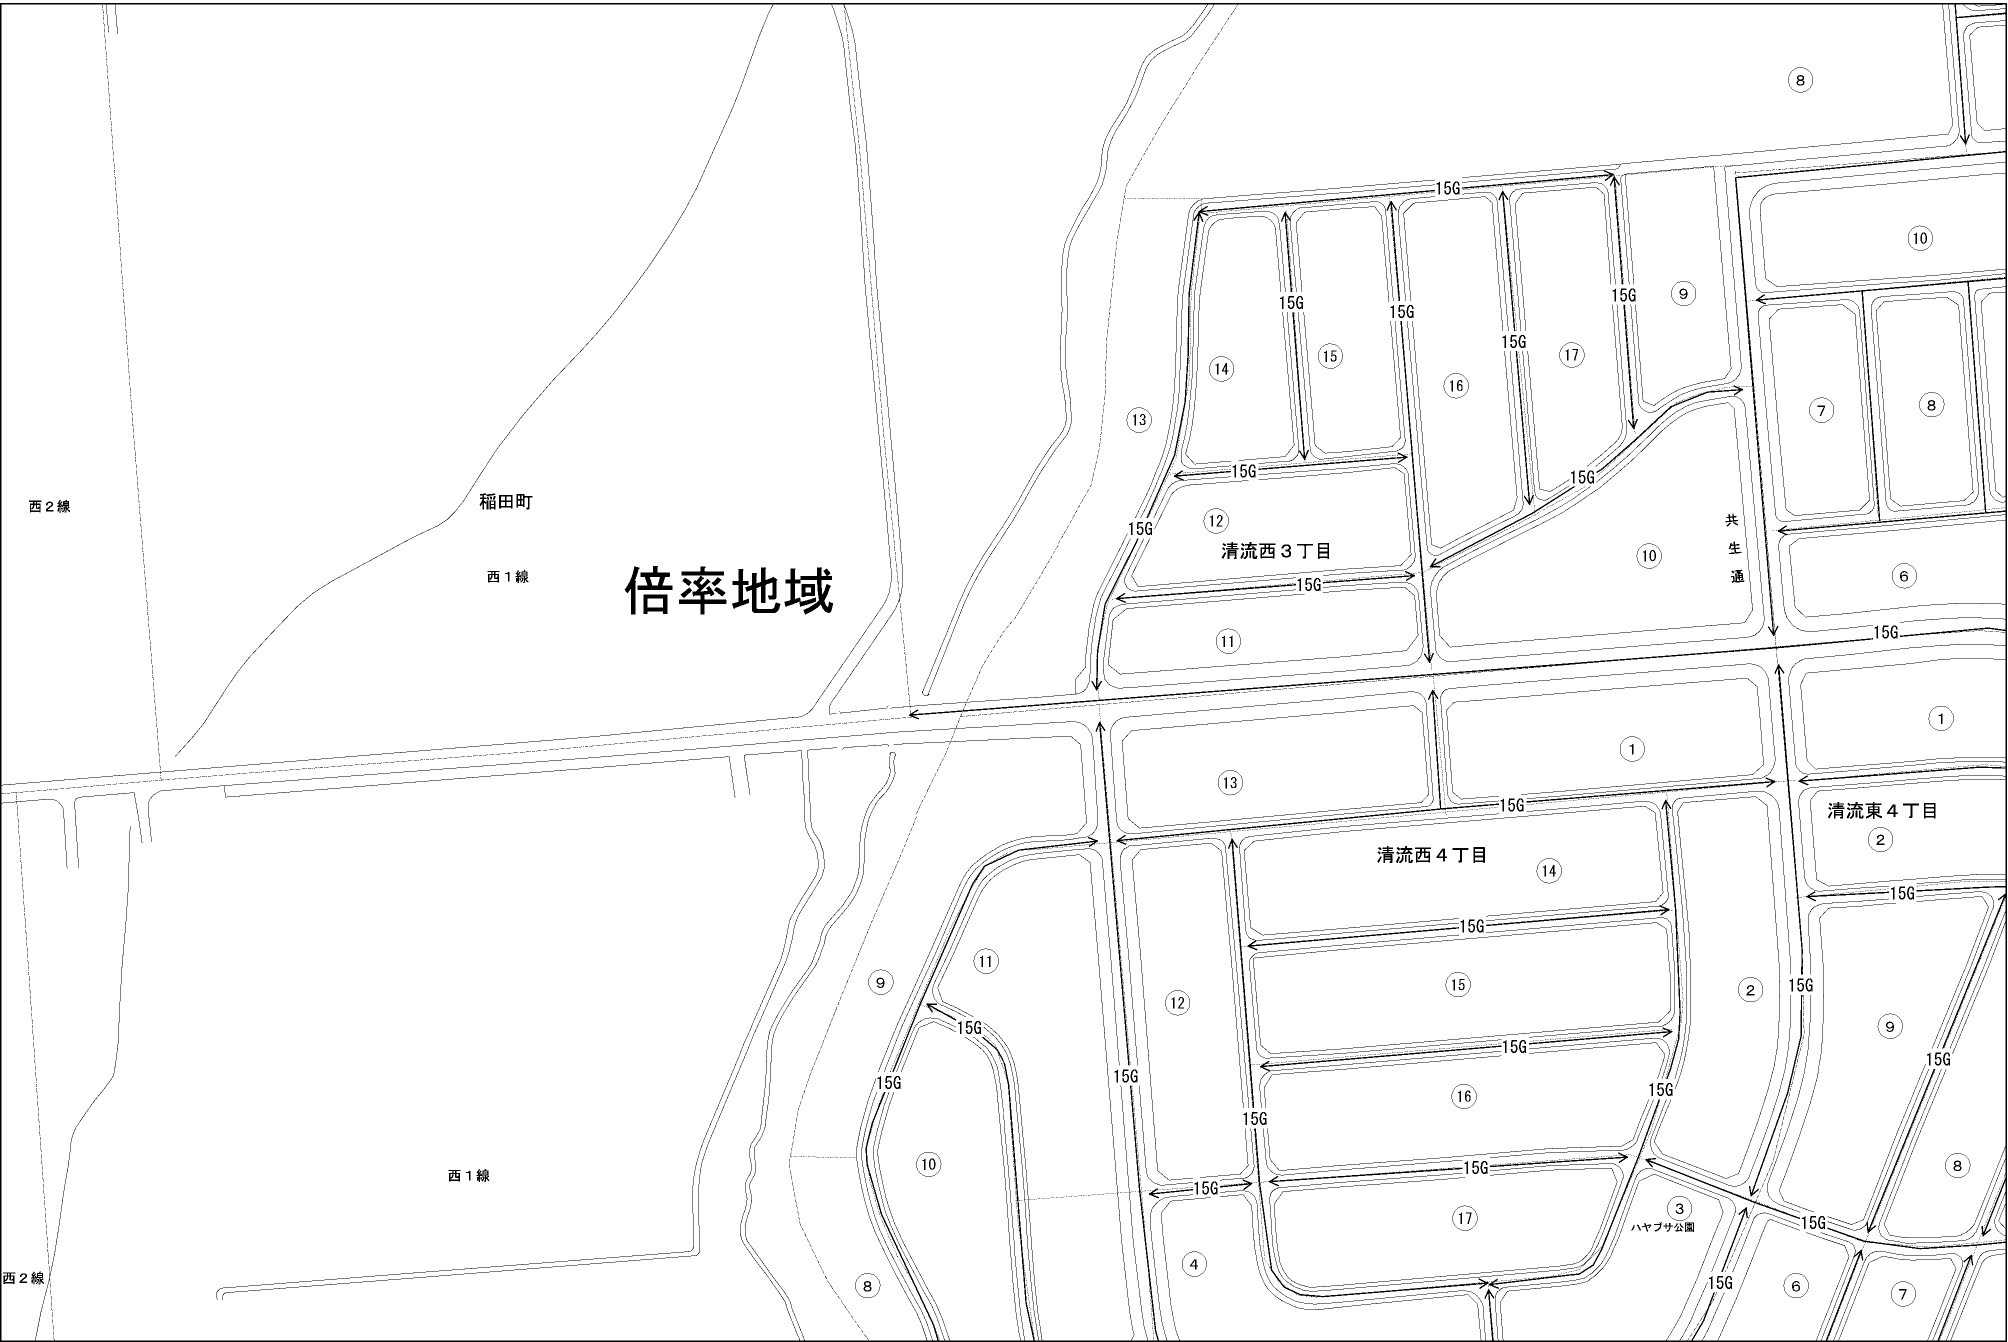 ⑧
15G
⑩
15G
15G
15G
⑨
15G
15G
⑭
⑮
⑯
⑰
⑦
⑧
⑬
15G
15G
西２線
稲田町
15G
⑫
共生通
清流西３丁目
⑩
西１線
倍率地域
15G
⑥
⑪
15G
①
①
⑬
15G
清流東４丁目
②
清流西４丁目
⑭
15G
15G
⑪
⑨
⑮
15G
②
⑫
⑨
15G
15G
15G
15G
15G
15G
⑯
15G
⑩
15G
⑧
西１線
15G
③
ハヤブサ公園
⑰
15G
④
西２線
⑧
15G
⑥
⑦